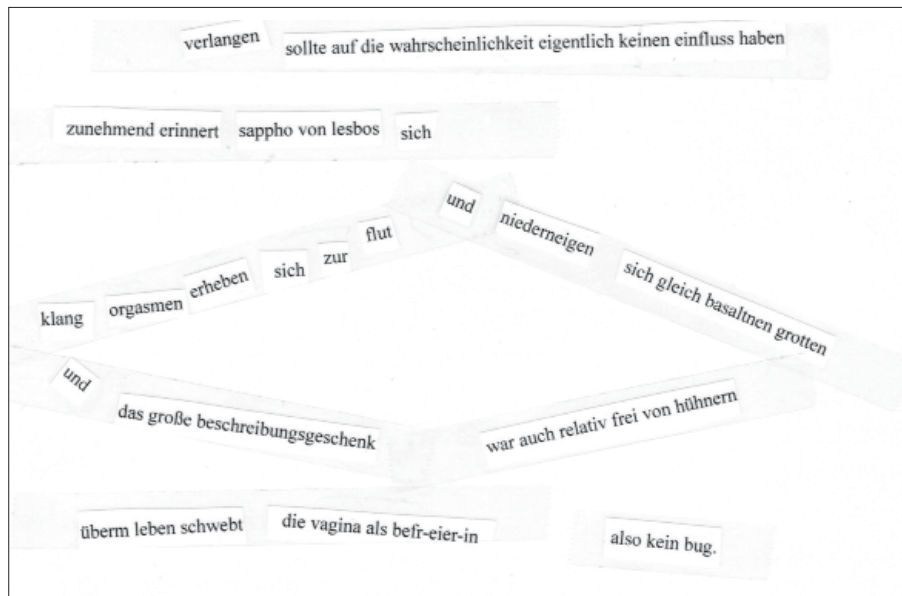 verlangen sollte auf die wahrscheinlichkeit eigentlich keinen einfluss haben
zunehmend erinnert sappho von lesbos sich
klang orgasmen erheben sich zur flut
und niederneigen sich gleich basaltnen grotten
und das große beschreibungsgeschenk
war auch relativ frei von hühnern
überm leben schwebt die vagina als befr-eier-in
also kein bug.